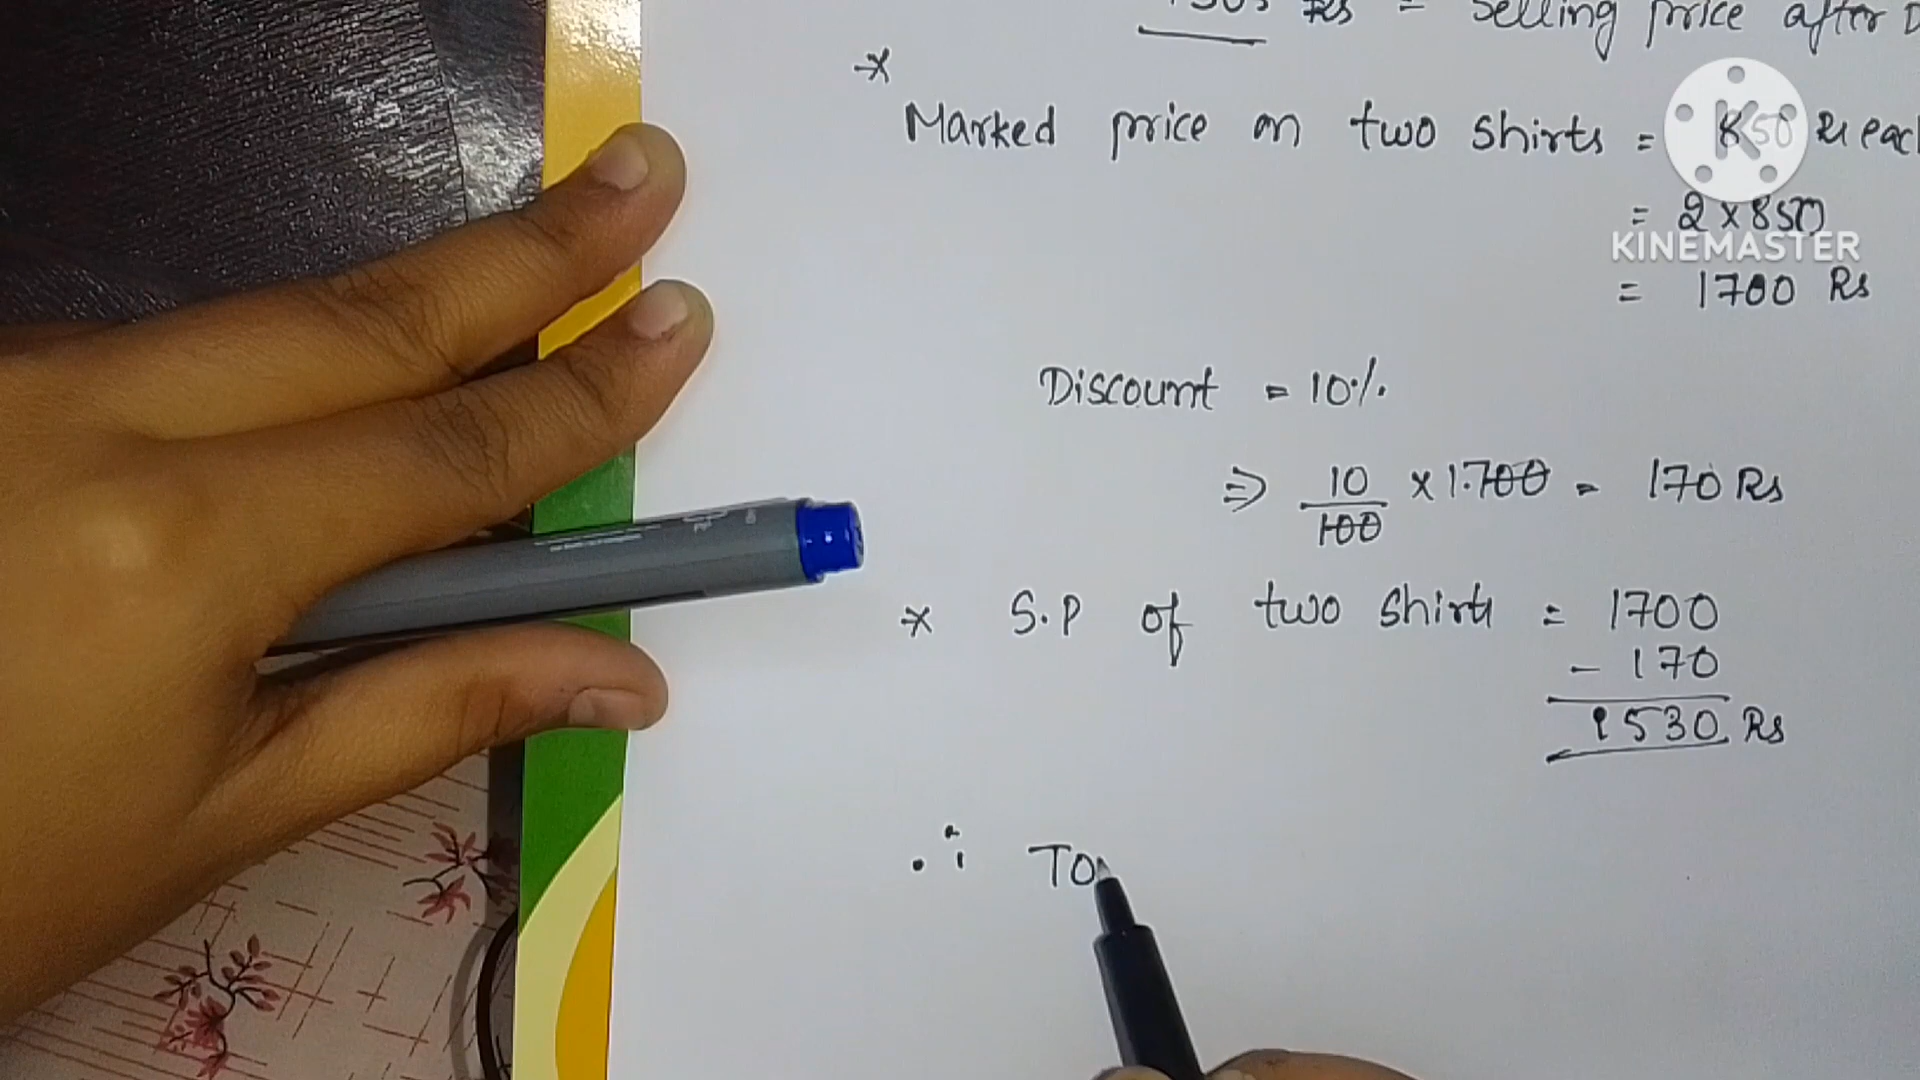 Rs = Selling price after
*
Marked price on two shirts = 850 Rs each
= 2 x 850
KINEMASTER
= 1700 Rs
Discount = 10%
⇒ 10/100 x 1700 = 170 Rs
* S.P of two shirts = 1700
- 170
1530 Rs
∴ TO